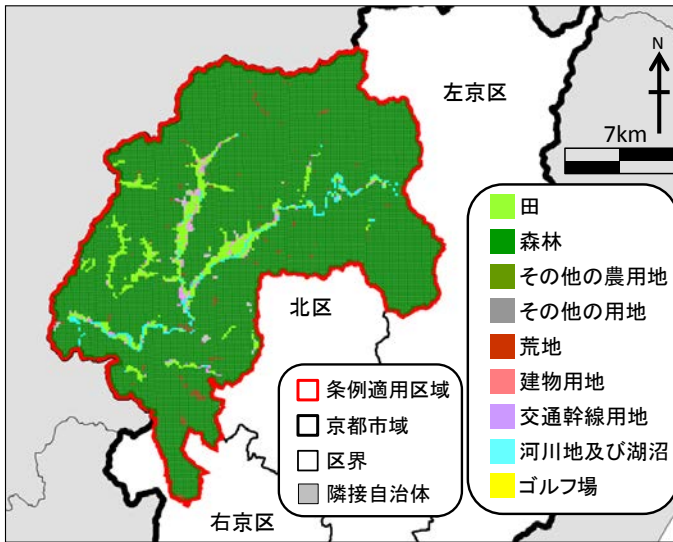 左京区
N
7km
北区
右京区
条例適用区域
京都市域
区界
隣接自治体
田
森林
その他の農用地
その他の用地
荒地
建物用地
交通幹線用地
河川地及び湖沼
ゴルフ場